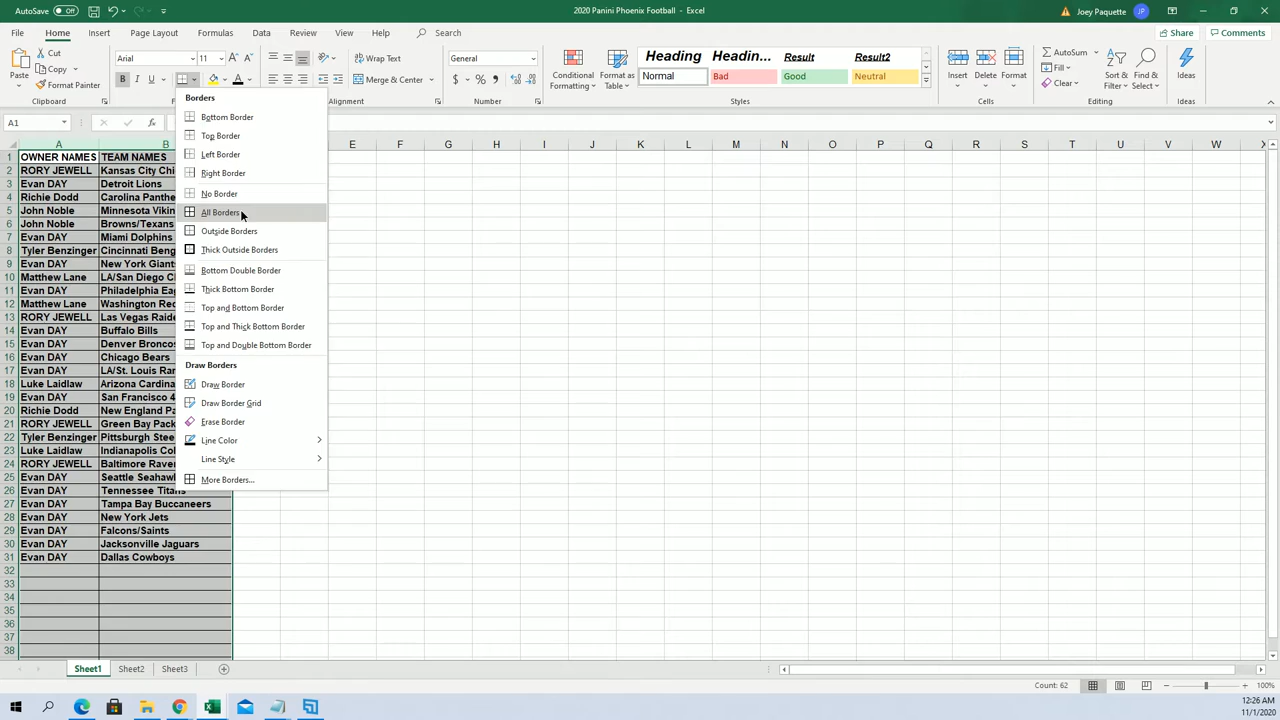 AutoSave Off
2020 Panini Phoenix Football - Excel
Joey Paquette JP
File Home Insert Page Layout Formulas Data Review View Help Search
Share Comments
Paste
Cut
Copy
Format Painter
Clipboard
Arial 11
B I U
Wrap Text
Merge & Center
Alignment
General
$ % ,
Number
Conditional Formatting
Format as Table
Heading Headin... Result Result2
Normal Bad Good Neutral
Styles
Insert Delete Format
Cells
AutoSum
Fill
Clear
Sort & Filter
Find & Select
Editing
Ideas
Ideas
A1
fx
Borders
Bottom Border
Top Border
Left Border
Right Border
No Border
All Borders
Outside Borders
Thick Outside Borders
Bottom Double Border
Thick Bottom Border
Top and Bottom Border
Top and Thick Bottom Border
Top and Double Bottom Border
Draw Borders
Draw Border
Draw Border Grid
Erase Border
Line Color
Line Style
More Borders...
A B E F G H I J K L M N O P Q R S T U V W X
1 OWNER NAMES TEAM NAMES
2 RORY JEWELL Kansas City Chi
3 Evan DAY Detroit Lions
4 Richie Dodd Carolina Panthe
5 John Noble Minnesota Vikin
6 John Noble Browns/Texans
7 Evan DAY Miami Dolphins
8 Tyler Benzinger Cincinnati Beng
9 Evan DAY New York Giant
10 Matthew Lane LA/San Diego C
11 Evan DAY Philadelphia Eag
12 Matthew Lane Washington Red
13 RORY JEWELL Las Vegas Raide
14 Evan DAY Buffalo Bills
15 Evan DAY Denver Broncos
16 Evan DAY Chicago Bears
17 Evan DAY LA/St. Louis Ran
18 Luke Laidlaw Arizona Cardina
19 Evan DAY San Francisco 4
20 Richie Dodd New England Pa
21 RORY JEWELL Green Bay Pack
22 Tyler Benzinger Pittsburgh Stee
23 Luke Laidlaw Indianapolis Col
24 RORY JEWELL Baltimore Raven
25 Evan DAY Seattle Seahawk
26 Evan DAY Tennessee Titans
27 Evan DAY Tampa Bay Buccaneers
28 Evan DAY New York Jets
29 Evan DAY Falcons/Saints
30 Evan DAY Jacksonville Jaguars
31 Evan DAY Dallas Cowboys
32
33
34
35
36
37
38
Sheet1 Sheet2 Sheet3
Count: 62
100%
12:26 AM
11/1/2020